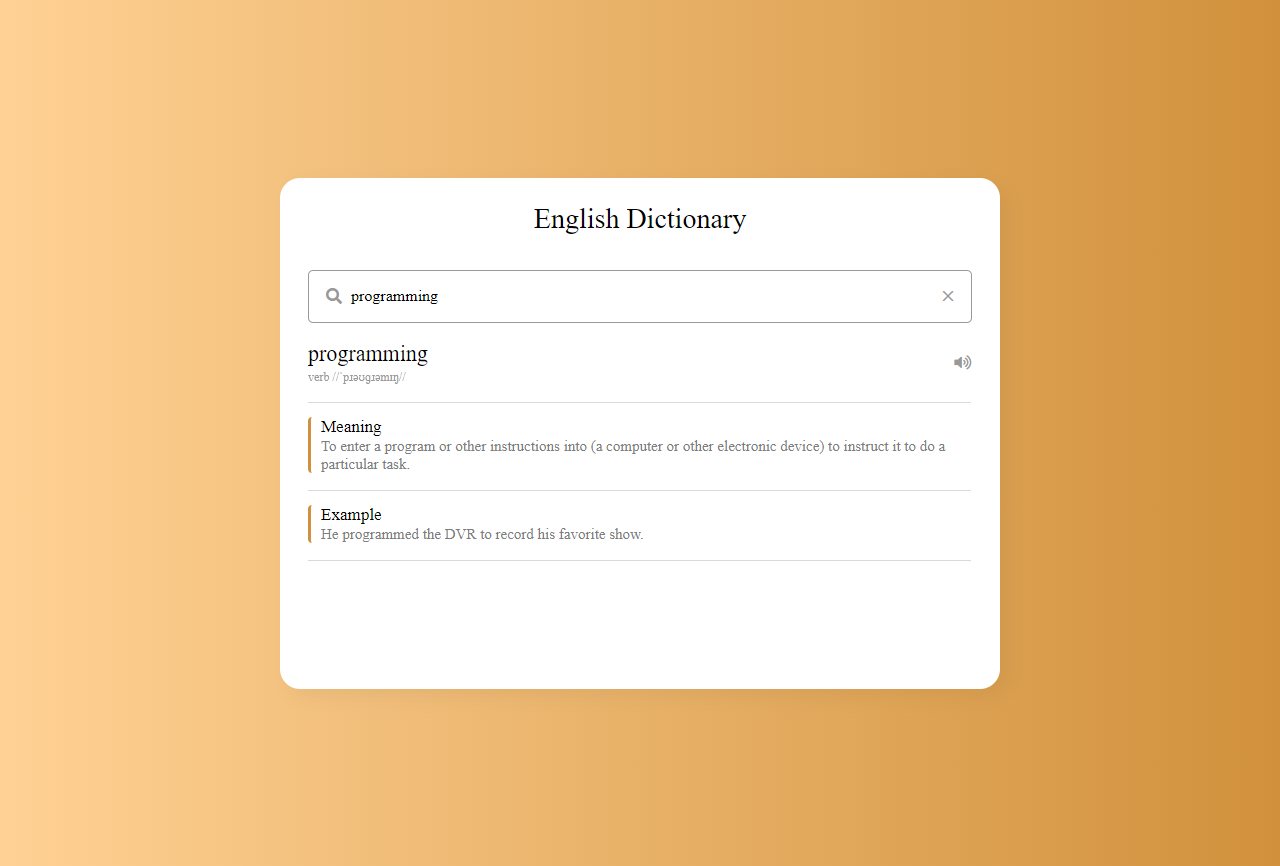 English Dictionary
programming
programming
verb //ˈpɹəʊɡɹəmɪŋ//
Meaning
To enter a program or other instructions into (a computer or other electronic device) to instruct it to do a
particular task.
Example
He programmed the DVR to record his favorite show.